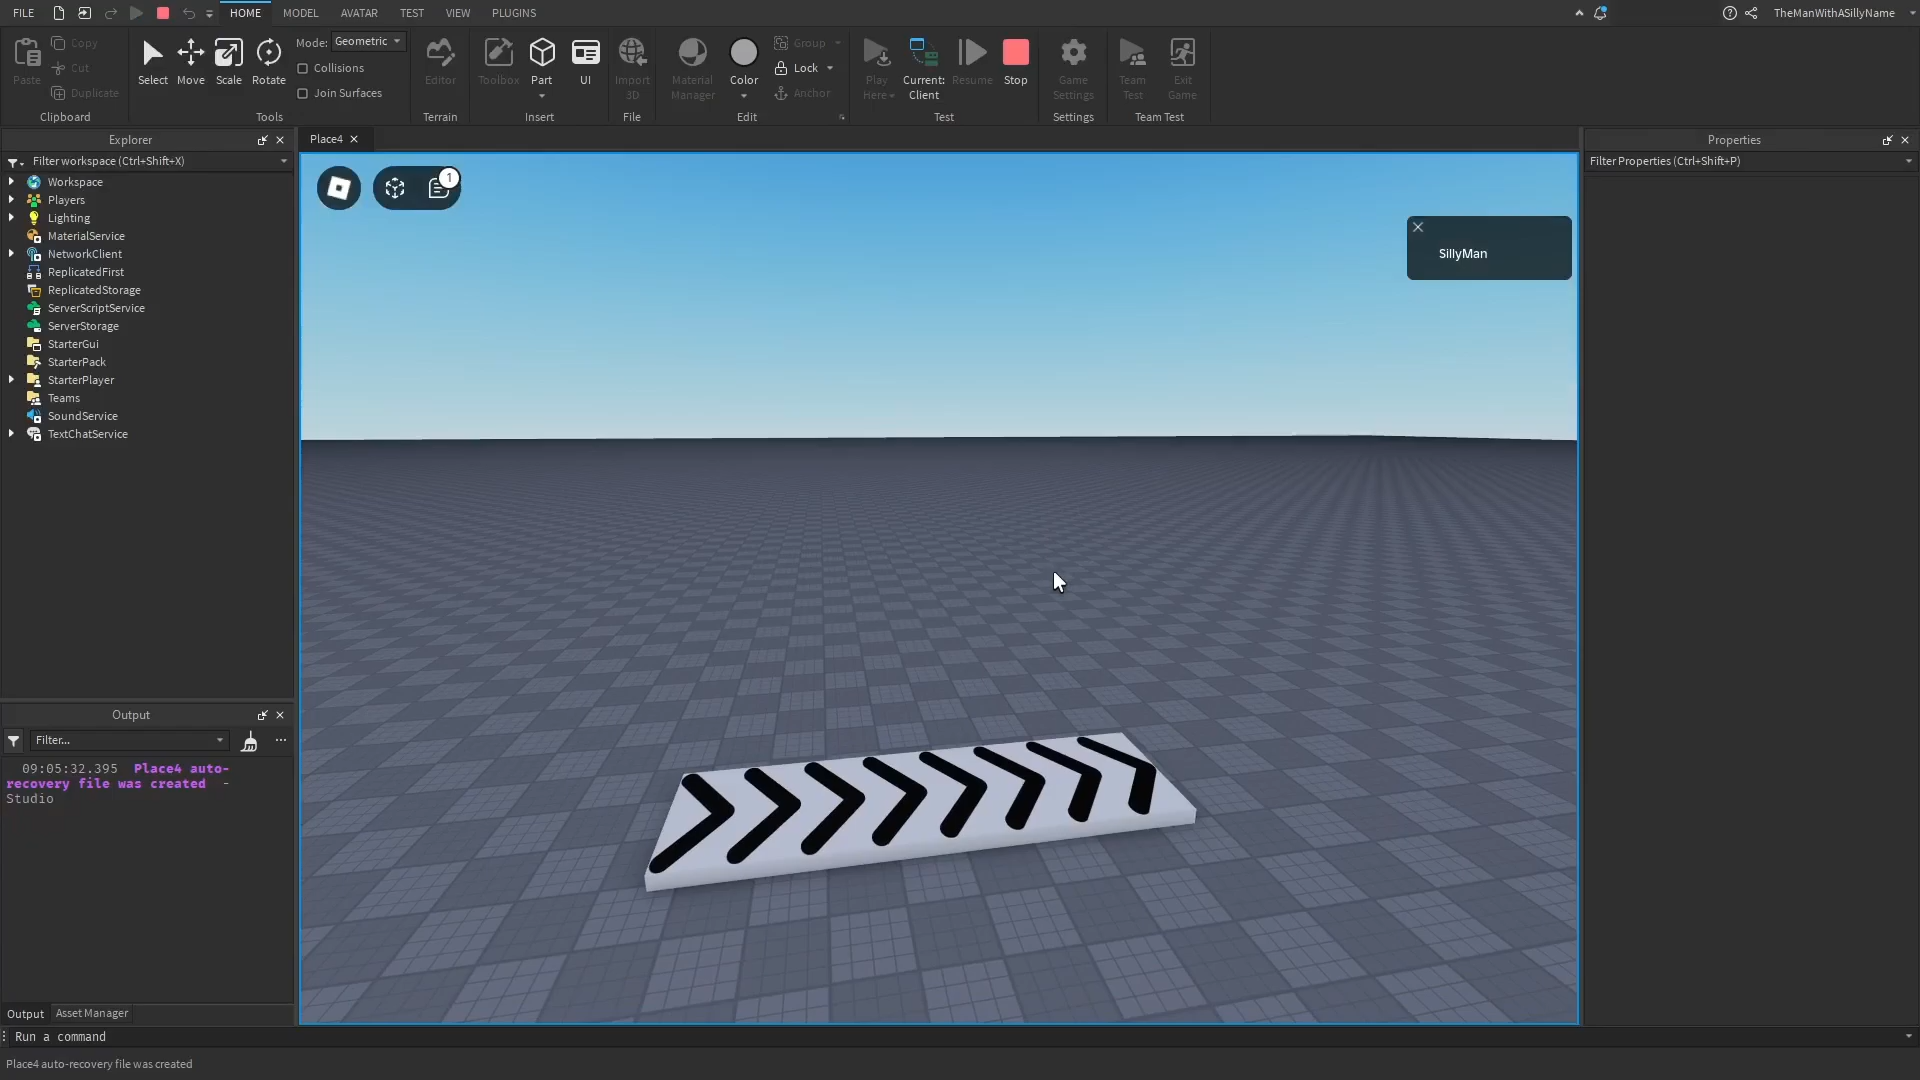 FILE
HOME
MODEL
AVATAR
TEST
VIEW
PLUGINS
TheManWithASillyName
Paste
Copy
Cut
Duplicate
Clipboard
Select
Move
Scale
Rotate
Mode: Geometric
Collisions
Join Surfaces
Tools
Editor
Terrain
Toolbox
Part
UI
Insert
Import
3D
File
Material
Manager
Color
Group
Lock
Anchor
Edit
Play
Here
Current:
Client
Resume
Stop
Test
Game
Settings
Settings
Team
Test
Exit
Game
Team Test
Explorer
Filter workspace (Ctrl+Shift+X)
Workspace
Players
Lighting
MaterialService
NetworkClient
ReplicatedFirst
ReplicatedStorage
ServerScriptService
ServerStorage
StarterGui
StarterPack
StarterPlayer
Teams
SoundService
TextChatService
Place4
1
SillyMan
Properties
Filter Properties (Ctrl+Shift+P)
Output
Filter...
09:05:32.395 Place4 auto-
recovery file was created -
Studio
Output
Asset Manager
Run a command
Place4 auto-recovery file was created